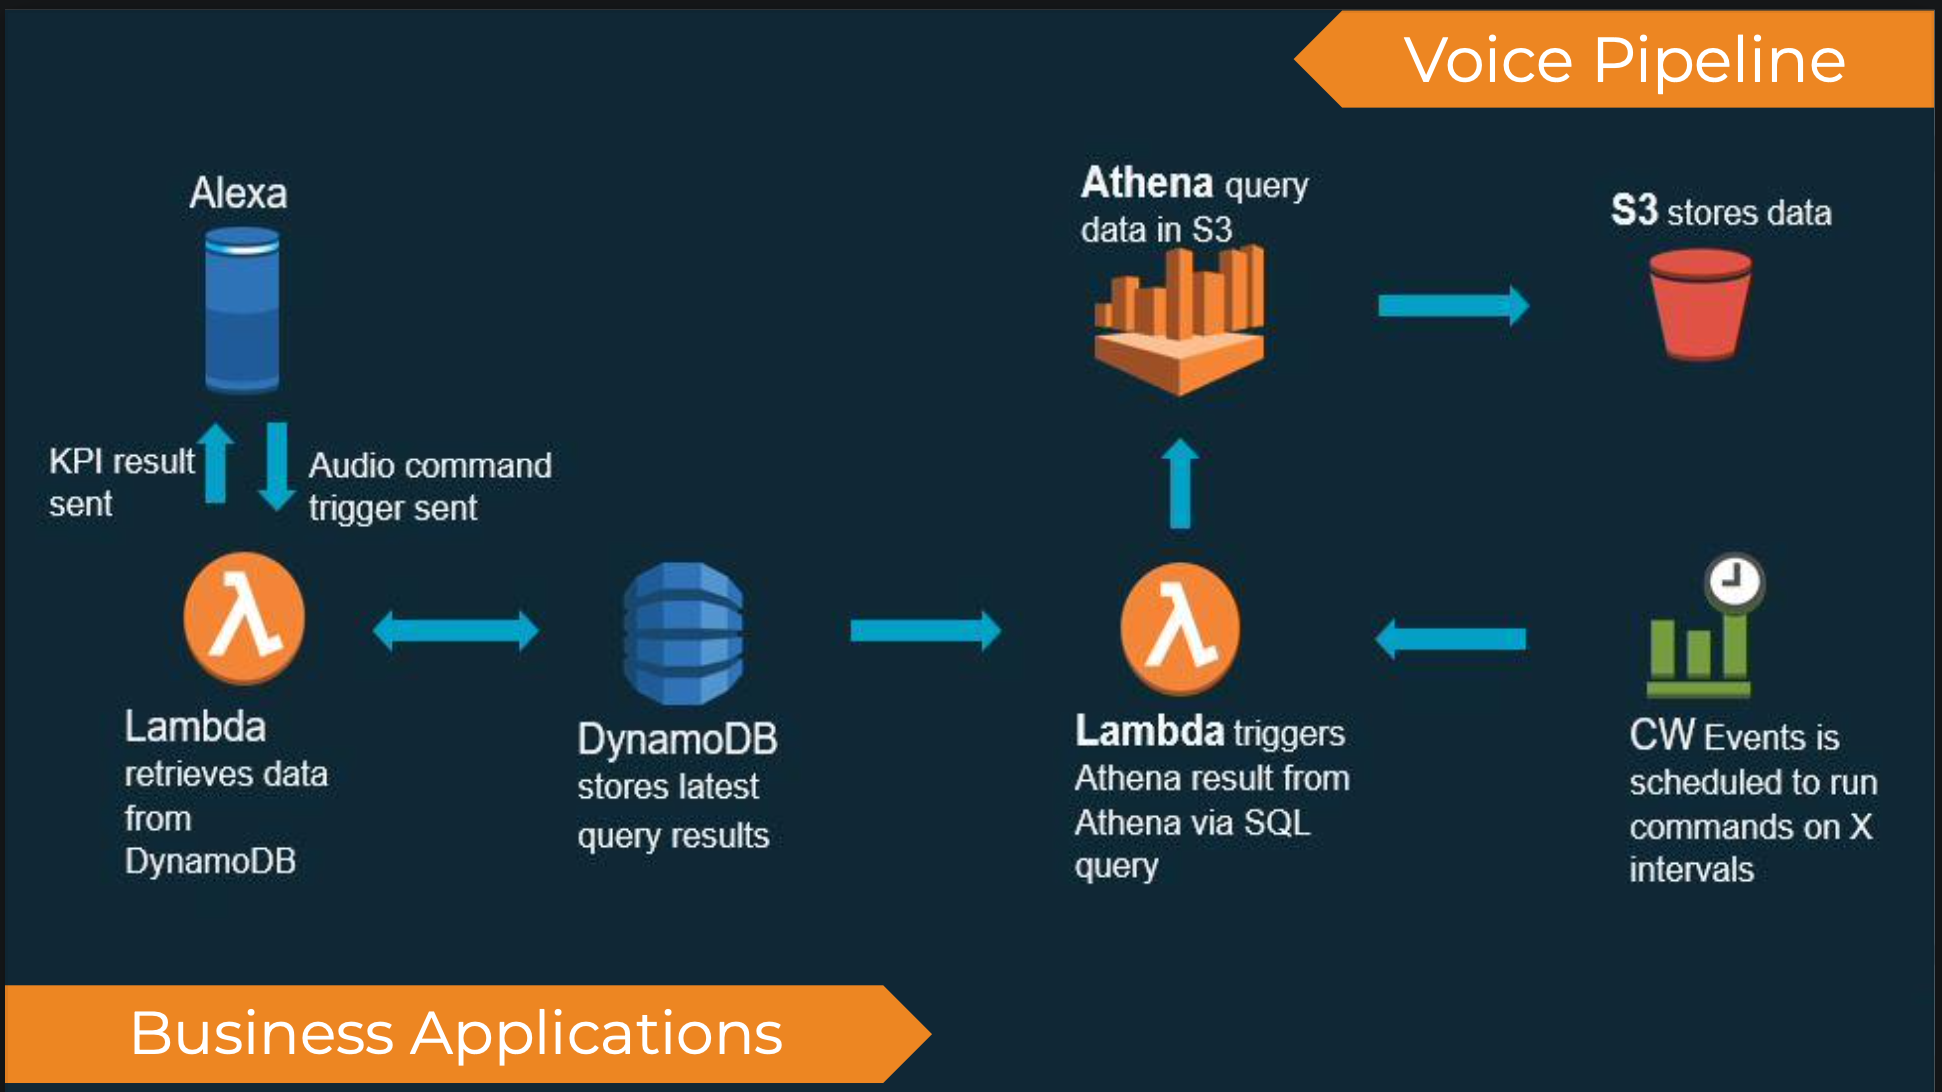 Voice Pipeline
Alexa
KPI result
sent
Audio command
trigger sent
Lambda
retrieves data
from
DynamoDB
DynamoDB
stores latest
query results
Athena query
data in S3
S3 stores data
Lambda triggers
Athena result from
Athena via SQL
query
CW Events is
scheduled to run
commands on X
intervals
Business Applications